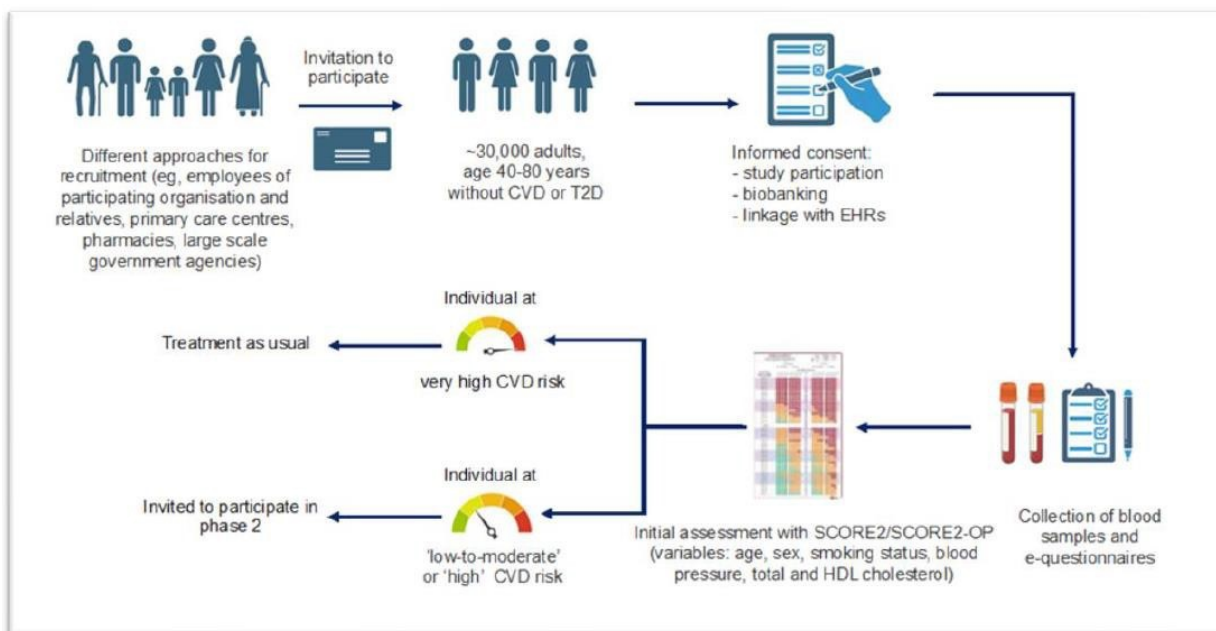 Invitation to
participate
Different approaches for
recruitment (eg, employees of
participating organisation and
relatives, primary care centres,
pharmacies, large scale
government agencies)
~30,000 adults,
age 40-80 years
without CVD or T2D
Informed consent:
- study participation
- biobanking
- linkage with EHRs
Collection of blood
samples and
e-questionnaires
Initial assessment with SCORE2/SCORE2-OP
(variables: age, sex, smoking status, blood
pressure, total and HDL cholesterol)
Individual at
very high CVD risk
Treatment as usual
Individual at
'low-to-moderate'
or 'high' CVD risk
Invited to participate in
phase 2